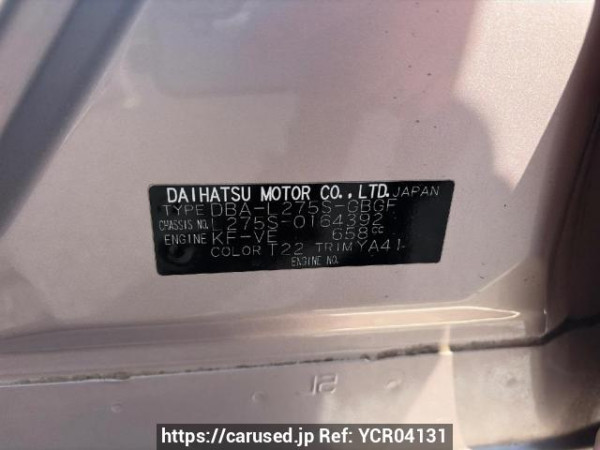 DAIHATSU MOTOR CO.,LTD. JAPAN
TYPE DBA-L275S-GBGF
CHASSIS NO. L275S-0164392
ENGINE KF-VE 658cc
COLOR T22 TRIM YA41
ENGINE NO.
https://carused.jp Ref: YCR04131